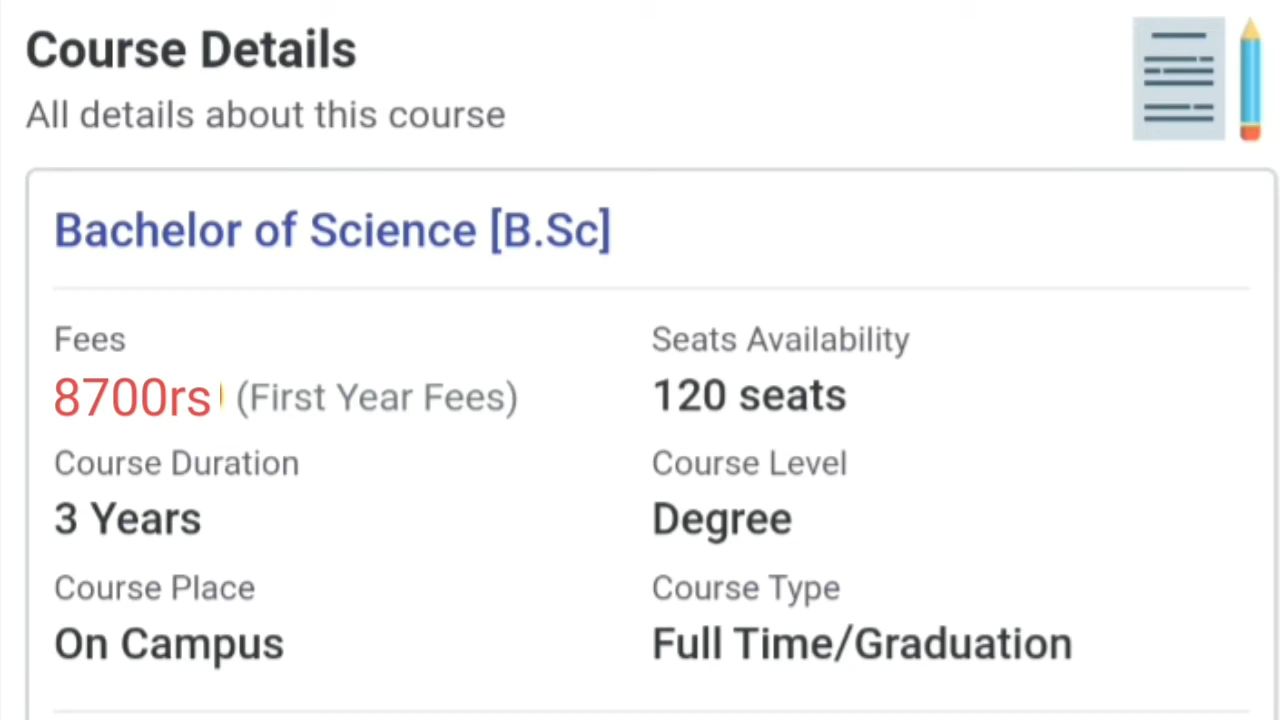 Course Details
All details about this course
Bachelor of Science [B.Sc]
Fees
8700rs (First Year Fees)
Seats Availability
120 seats
Course Duration
3 Years
Course Level
Degree
Course Place
On Campus
Course Type
Full Time/Graduation